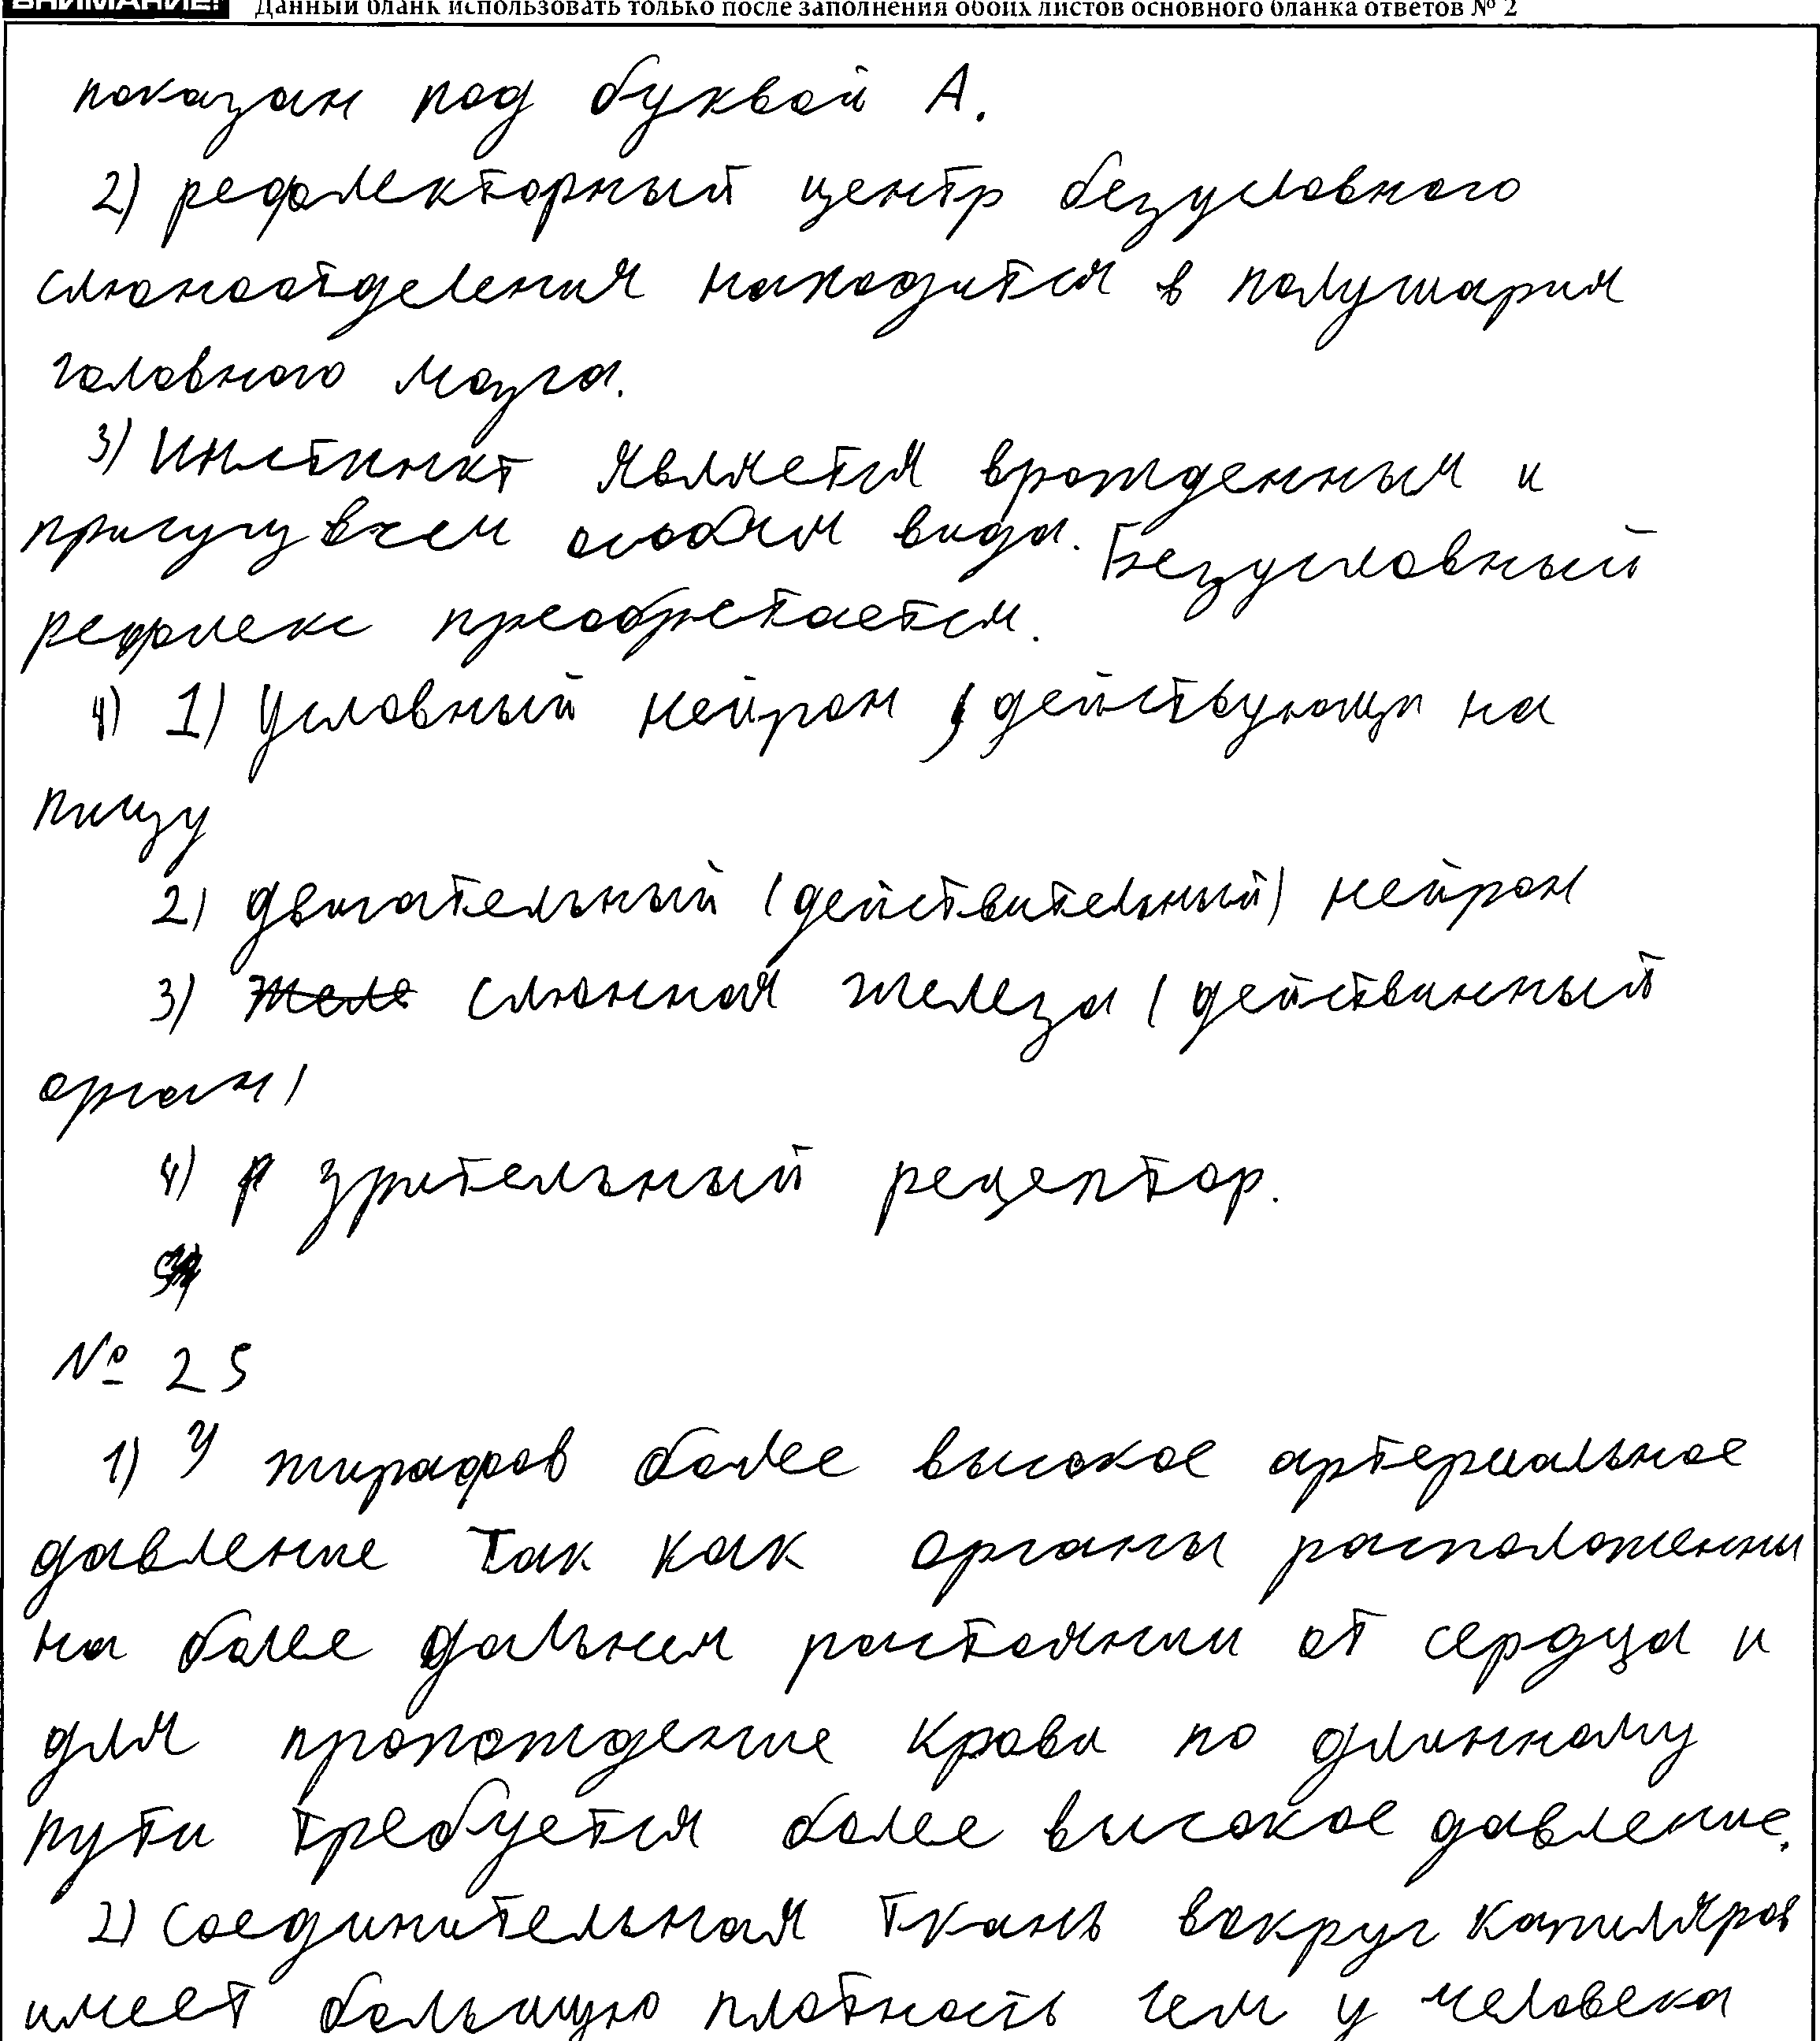 ВНИМАНИЕ! Данный бланк использовать только после заполнения обоих листов основного бланка ответов № 2
показан под буквой А.
2) рефлекторный центр безусловного
слюноотделения находится в полушария
головного мозга.
3) Инстинкт является врожденным и
присущ всем особям вида. Безусловный
рефлекс преобретается.
4) 1) Условный нейрон, действующи на
пищу
2) двигательный (действительный) нейрон
3) слюнная железа (действинный
орган)
4) зрительный рецептор.
№ 25
1) У жирафов более высокое артериальное
давление так как органы расположенны
на более дальнем растоянии от сердца и
для прохождение крови по длинному
пути требуется более высокое давление.
2) Соединительная ткань вокруг капиляров
имеет большую плотность чем у человека